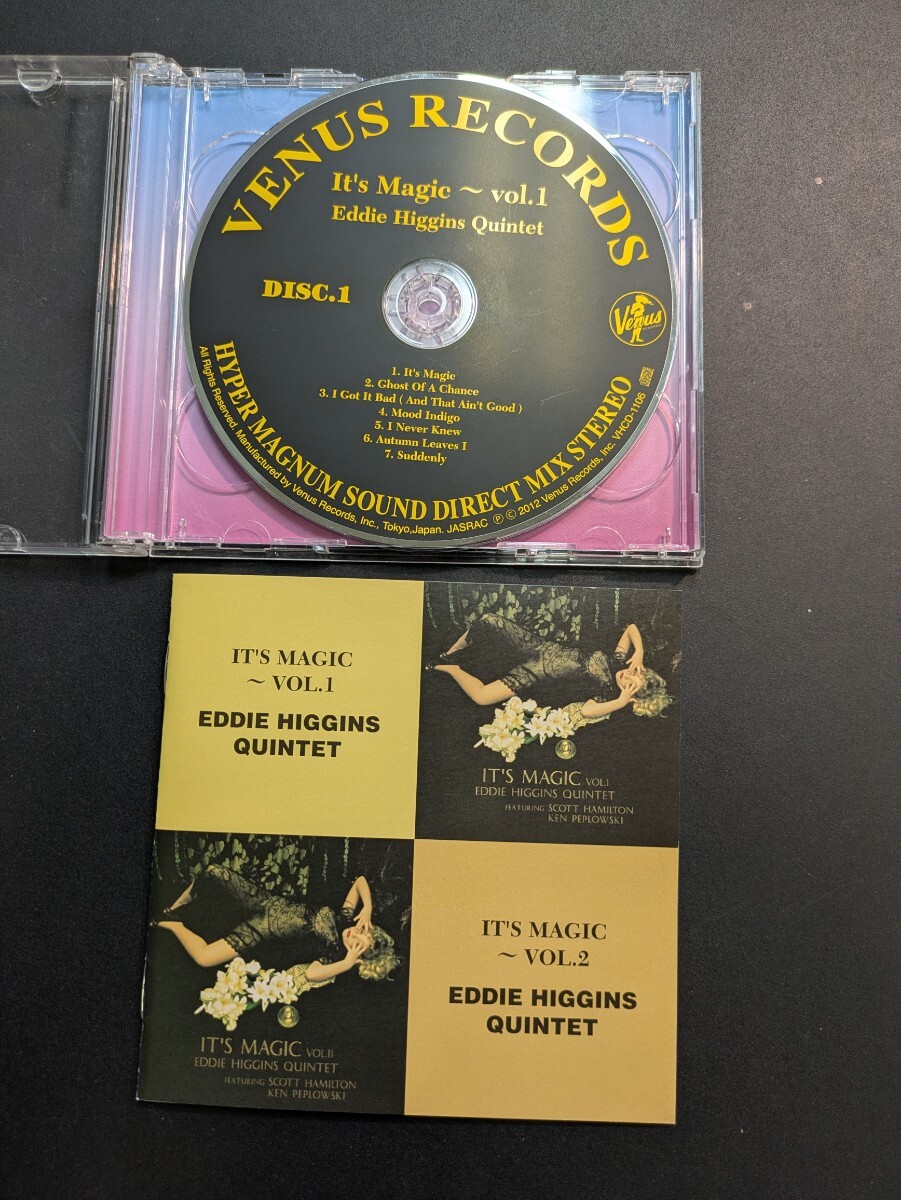 VENUS RECORDS
It's Magic ～ vol.1
Eddie Higgins Quintet
DISC.1
Venus
RECORDS
1. It's Magic
2. Ghost Of A Chance
3. I Got It Bad ( And That Ain't Good )
4. Mood Indigo
5. I Never Knew
6. Autumn Leaves I
7. Suddenly
HYPER MAGNUM SOUND DIRECT MIX STEREO
All Rights Reserved. Manufactured by Venus Records, Inc., Tokyo,Japan. JASRAC Ⓟ © 2012 Venus Records, Inc. VHCD-1106
IT'S MAGIC
～ VOL.1
EDDIE HIGGINS
QUINTET
IT'S MAGIC VOL.I
EDDIE HIGGINS QUINTET
FEATURING SCOTT HAMILTON
KEN PEPLOWSKI
IT'S MAGIC VOL.II
EDDIE HIGGINS QUINTET
FEATURING SCOTT HAMILTON
KEN PEPLOWSKI
IT'S MAGIC
～ VOL.2
EDDIE HIGGINS
QUINTET